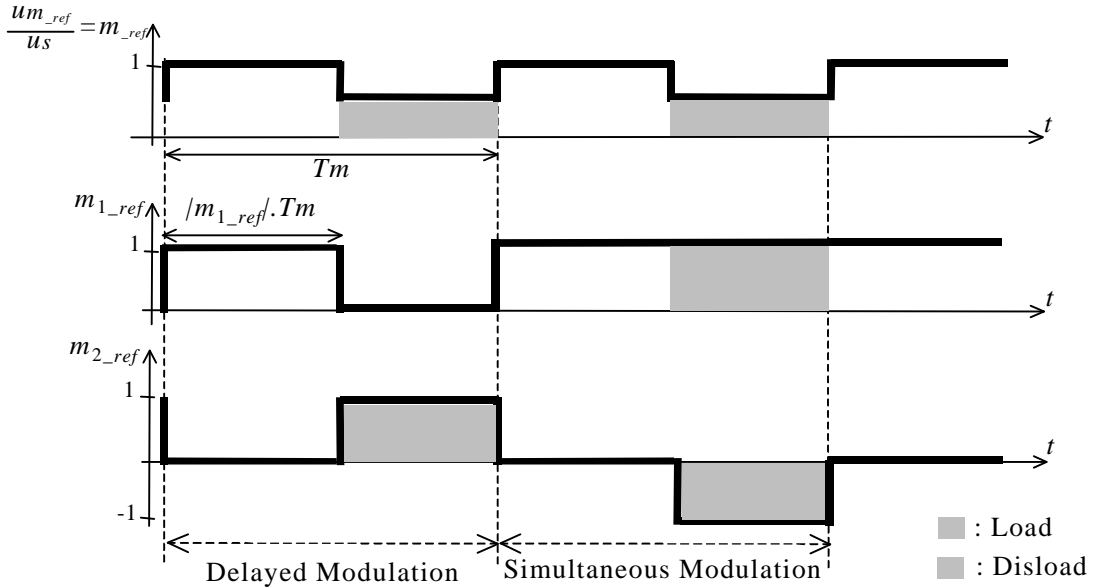 um_ref/us = m_ref
1
t
Tm
m1_ref
/m1_ref/.Tm
1
t
m2_ref
1
t
-1
: Load
Delayed Modulation
Simultaneous Modulation
: Disload